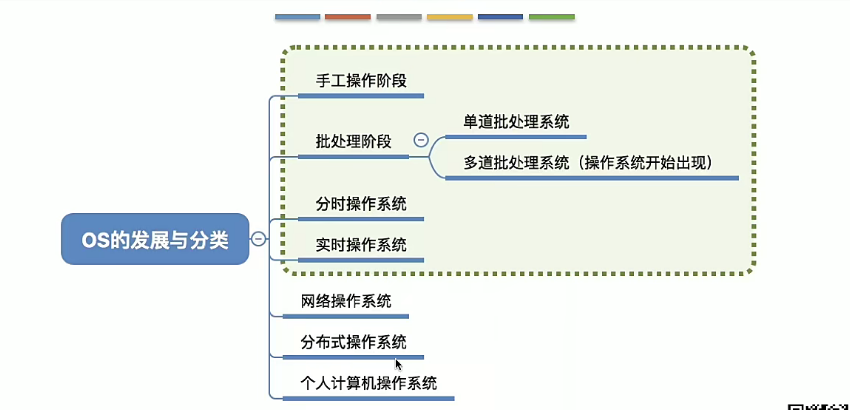 手工操作阶段
单道批处理系统
批处理阶段
多道批处理系统（操作系统开始出现）
分时操作系统
OS的发展与分类
实时操作系统
网络操作系统
分布式操作系统
个人计算机操作系统